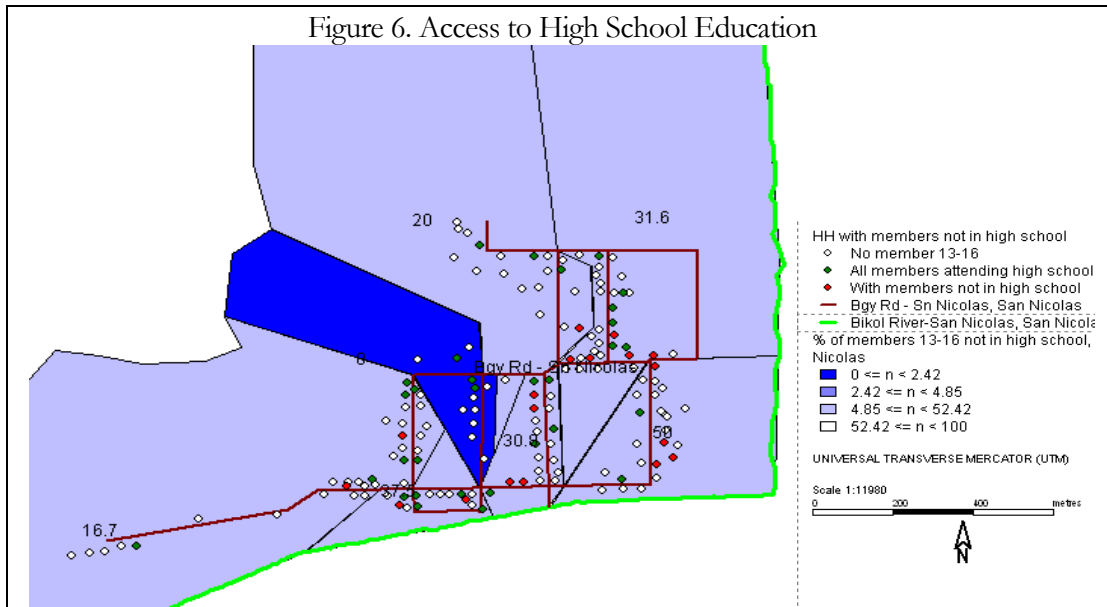 Figure 6. Access to High School Education
20
31.6
HH with members not in high school
No member 13-16
All members attending high school
With members not in high school
Bgy Rd - Sn Nicolas, San Nicolas
Bikol River-San Nicolas, San Nicola
% of members 13-16 not in high school,
Nicolas
0 <= n < 2.42
2.42 <= n < 4.85
4.85 <= n < 52.42
52.42 <= n < 100
UNIVERSAL TRANSVERSE MERCATOR (UTM)
Scale 1:11980
0 200 400 metres
N
Bgy Rd - Sn Nicolas
50
16.7